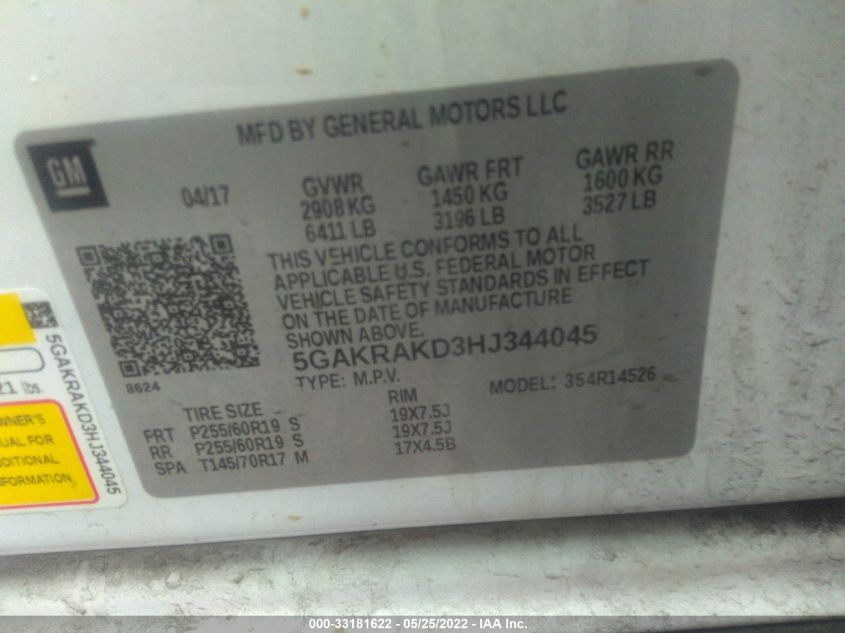 MFD BY GENERAL MOTORS LLC
GM
04/17
GVWR
2908 KG
6411 LB
GAWR FRT
1450 KG
3196 LB
GAWR RR
1600 KG
3527 LB
THIS VEHICLE CONFORMS TO ALL
APPLICABLE U.S. FEDERAL MOTOR
VEHICLE SAFETY STANDARDS IN EFFECT
ON THE DATE OF MANUFACTURE
SHOWN ABOVE.
5GAKRAKD3HJ344045
TYPE: M.P.V.
MODEL: 354R14526
8624
TIRE SIZE RIM
FRT P255/60R19 S 19X7.5J
RR P255/60R19 S 19X7.5J
SPA T145/70R17 M 17X4.5B
5GAKRAKD3HJ344045
21 lbs.
WNER'S
UAL FOR
DITIONAL
FORMATION
000-33181622 - 05/25/2022 - IAA Inc.